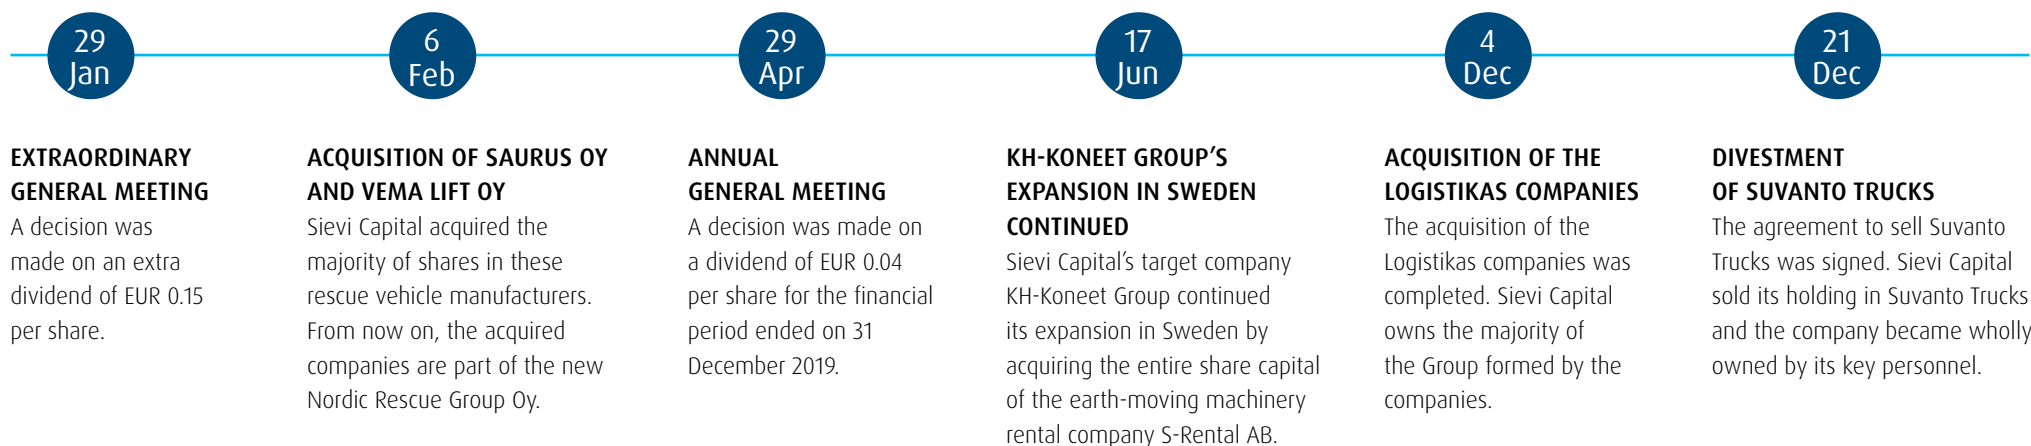 29
Jan
EXTRAORDINARY
GENERAL MEETING
A decision was
made on an extra
dividend of EUR 0.15
per share.
6
Feb
ACQUISITION OF SAURUS OY
AND VEMA LIFT OY
Sievi Capital acquired the
majority of shares in these
rescue vehicle manufacturers.
From now on, the acquired
companies are part of the new
Nordic Rescue Group Oy.
29
Apr
ANNUAL
GENERAL MEETING
A decision was made on
a dividend of EUR 0.04
per share for the financial
period ended on 31
December 2019.
17
Jun
KH-KONEET GROUP’S
EXPANSION IN SWEDEN
CONTINUED
Sievi Capital’s target company
KH-Koneet Group continued
its expansion in Sweden by
acquiring the entire share capital
of the earth-moving machinery
rental company S-Rental AB.
4
Dec
ACQUISITION OF THE
LOGISTIKAS COMPANIES
The acquisition of the
Logistikas companies was
completed. Sievi Capital
owns the majority of
the Group formed by the
companies.
21
Dec
DIVESTMENT
OF SUVANTO TRUCKS
The agreement to sell Suvanto
Trucks was signed. Sievi Capital
sold its holding in Suvanto Trucks
and the company became wholly
owned by its key personnel.